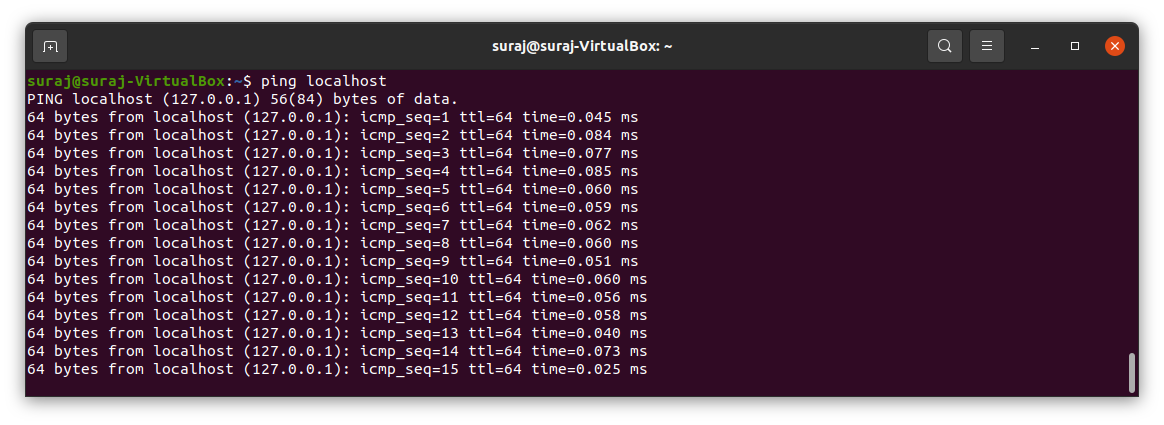 suraj@suraj-VirtualBox: ~
suraj@suraj-VirtualBox:~$ ping localhost
PING localhost (127.0.0.1) 56(84) bytes of data.
64 bytes from localhost (127.0.0.1): icmp_seq=1 ttl=64 time=0.045 ms
64 bytes from localhost (127.0.0.1): icmp_seq=2 ttl=64 time=0.084 ms
64 bytes from localhost (127.0.0.1): icmp_seq=3 ttl=64 time=0.077 ms
64 bytes from localhost (127.0.0.1): icmp_seq=4 ttl=64 time=0.085 ms
64 bytes from localhost (127.0.0.1): icmp_seq=5 ttl=64 time=0.060 ms
64 bytes from localhost (127.0.0.1): icmp_seq=6 ttl=64 time=0.059 ms
64 bytes from localhost (127.0.0.1): icmp_seq=7 ttl=64 time=0.062 ms
64 bytes from localhost (127.0.0.1): icmp_seq=8 ttl=64 time=0.060 ms
64 bytes from localhost (127.0.0.1): icmp_seq=9 ttl=64 time=0.051 ms
64 bytes from localhost (127.0.0.1): icmp_seq=10 ttl=64 time=0.060 ms
64 bytes from localhost (127.0.0.1): icmp_seq=11 ttl=64 time=0.056 ms
64 bytes from localhost (127.0.0.1): icmp_seq=12 ttl=64 time=0.058 ms
64 bytes from localhost (127.0.0.1): icmp_seq=13 ttl=64 time=0.040 ms
64 bytes from localhost (127.0.0.1): icmp_seq=14 ttl=64 time=0.073 ms
64 bytes from localhost (127.0.0.1): icmp_seq=15 ttl=64 time=0.025 ms